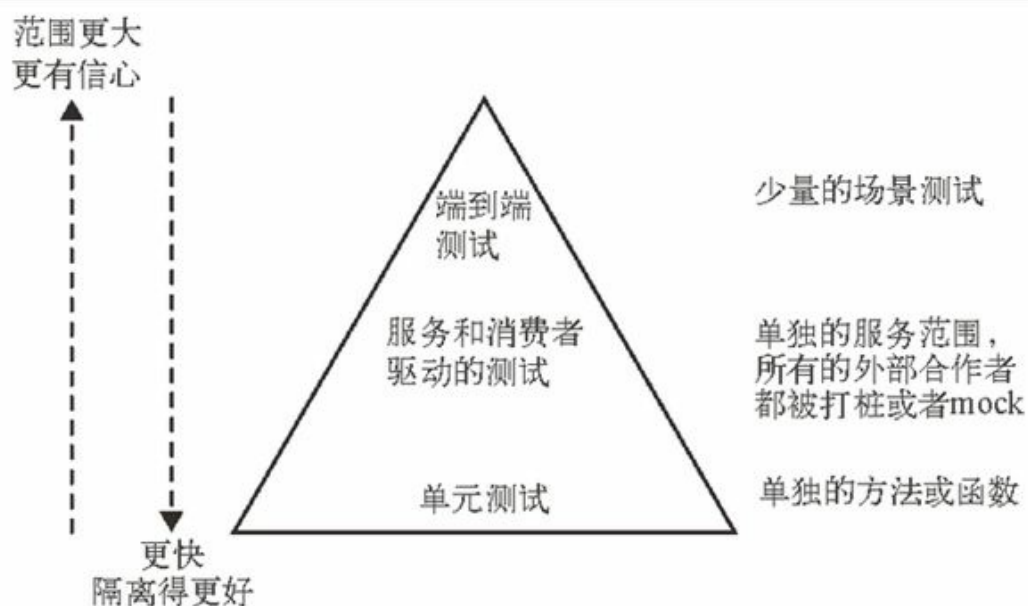 范围更大
更有信心
端到端
测试
少量的场景测试
服务和消费者
驱动的测试
单独的服务范围，
所有的外部合作者
都被打桩或者mock
单元测试
单独的方法或函数
更快
隔离得更好